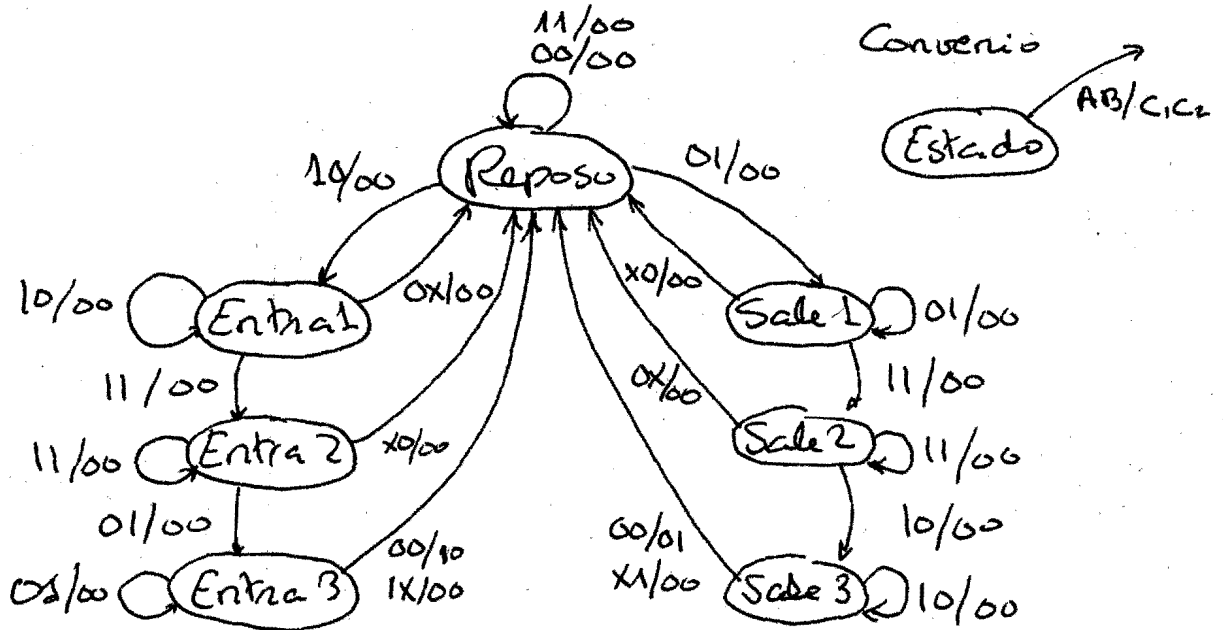 11/00
00/00
Convenio
AB/C1C2
Estado
Reposo
10/00
01/00
10/00
0X/00
X0/00
Entra1
Sale 1
01/00
11/00
0X/00
11/00
11/00
Entra 2
X0/00
Sale 2
11/00
01/00
10/00
01/00
Entra 3
00/10
1X/00
00/01
X1/00
Sale 3
10/00